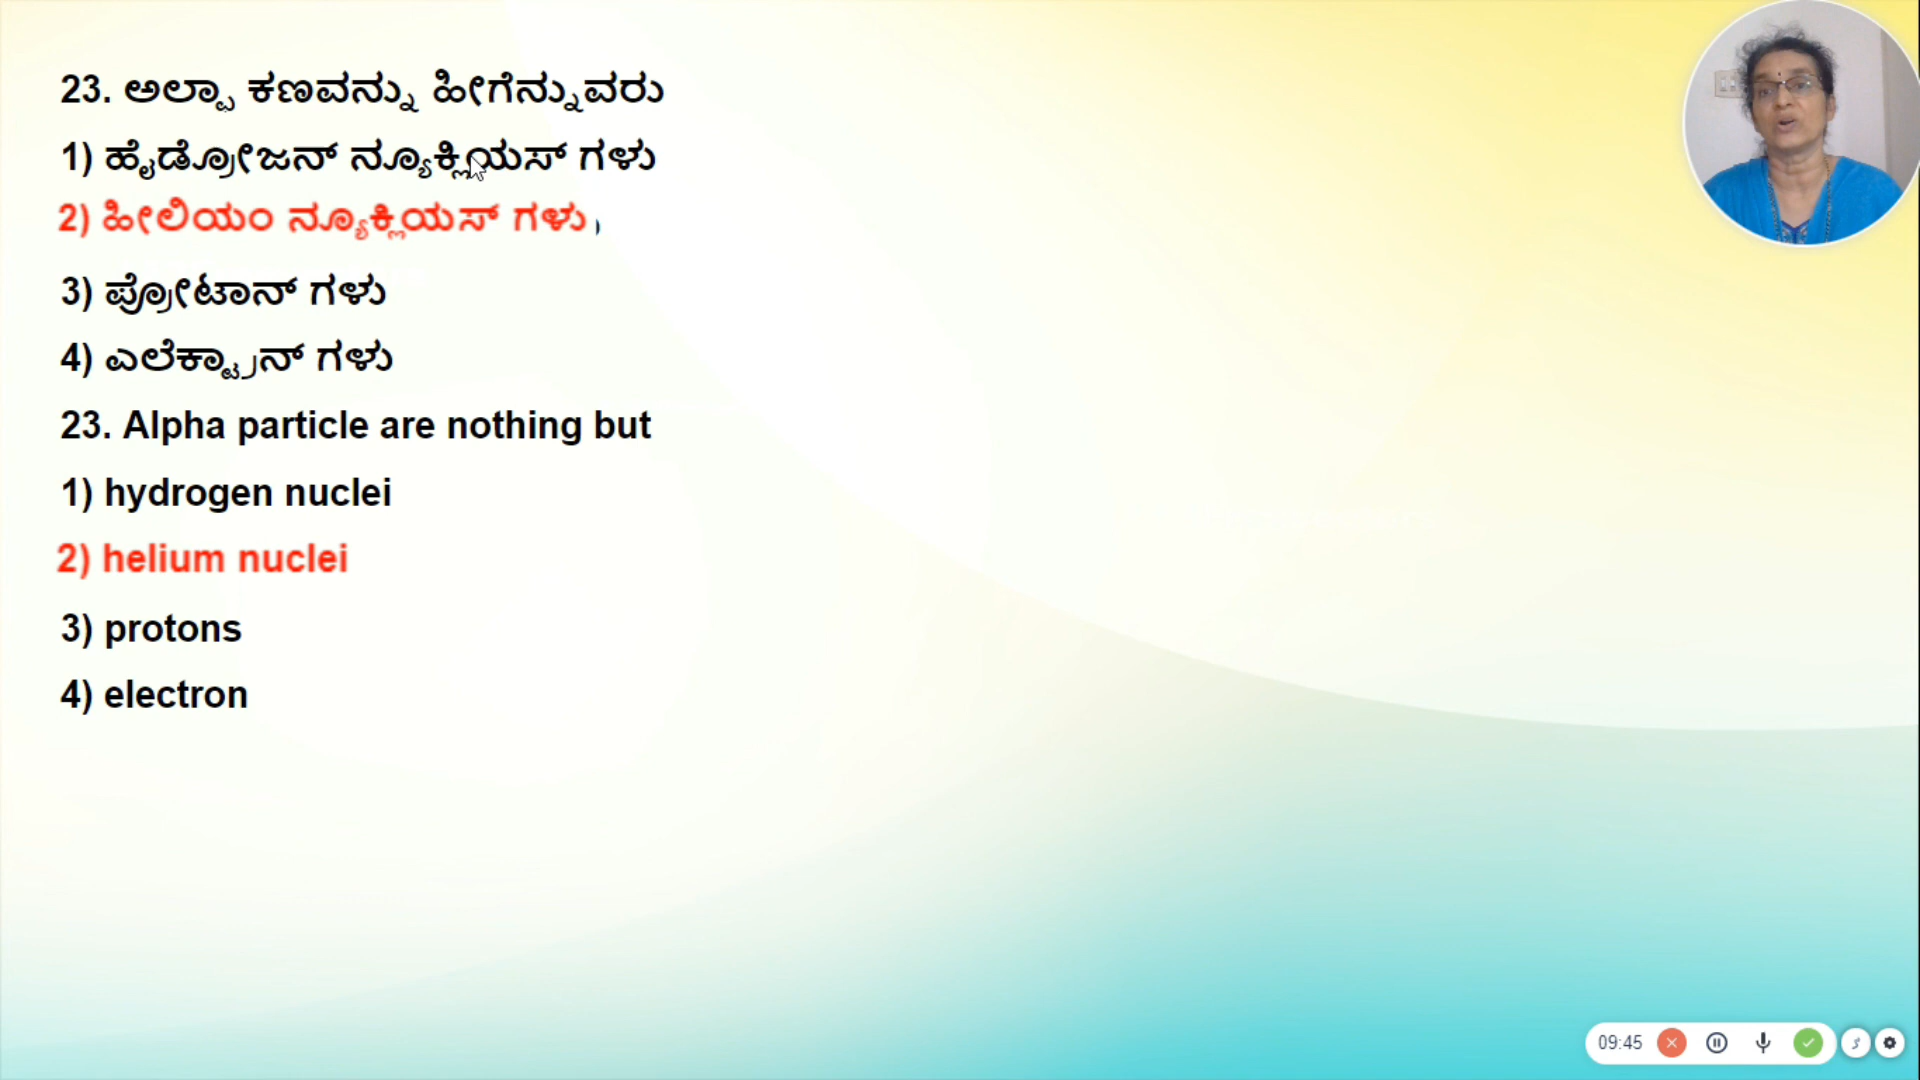 23. ಅಲ್ಫಾ ಕಣವನ್ನು ಹೀಗೆನ್ನುವರು
1) ಹೈಡ್ರೋಜನ್ ನ್ಯೂಕ್ಲಿಯಸ್ ಗಳು
2) ಹೀಲಿಯಂ ನ್ಯೂಕ್ಲಿಯಸ್ ಗಳು
3) ಪ್ರೋಟಾನ್ ಗಳು
4) ಎಲೆಕ್ಟ್ರಾನ್ ಗಳು
23. Alpha particle are nothing but
1) hydrogen nuclei
2) helium nuclei
3) protons
4) electron
09:45